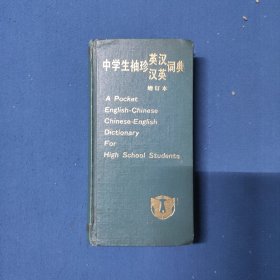 中学生袖珍英汉汉英词典
增订本
A Pocket
English-Chinese
Chinese-English
Dictionary
For
High School Students